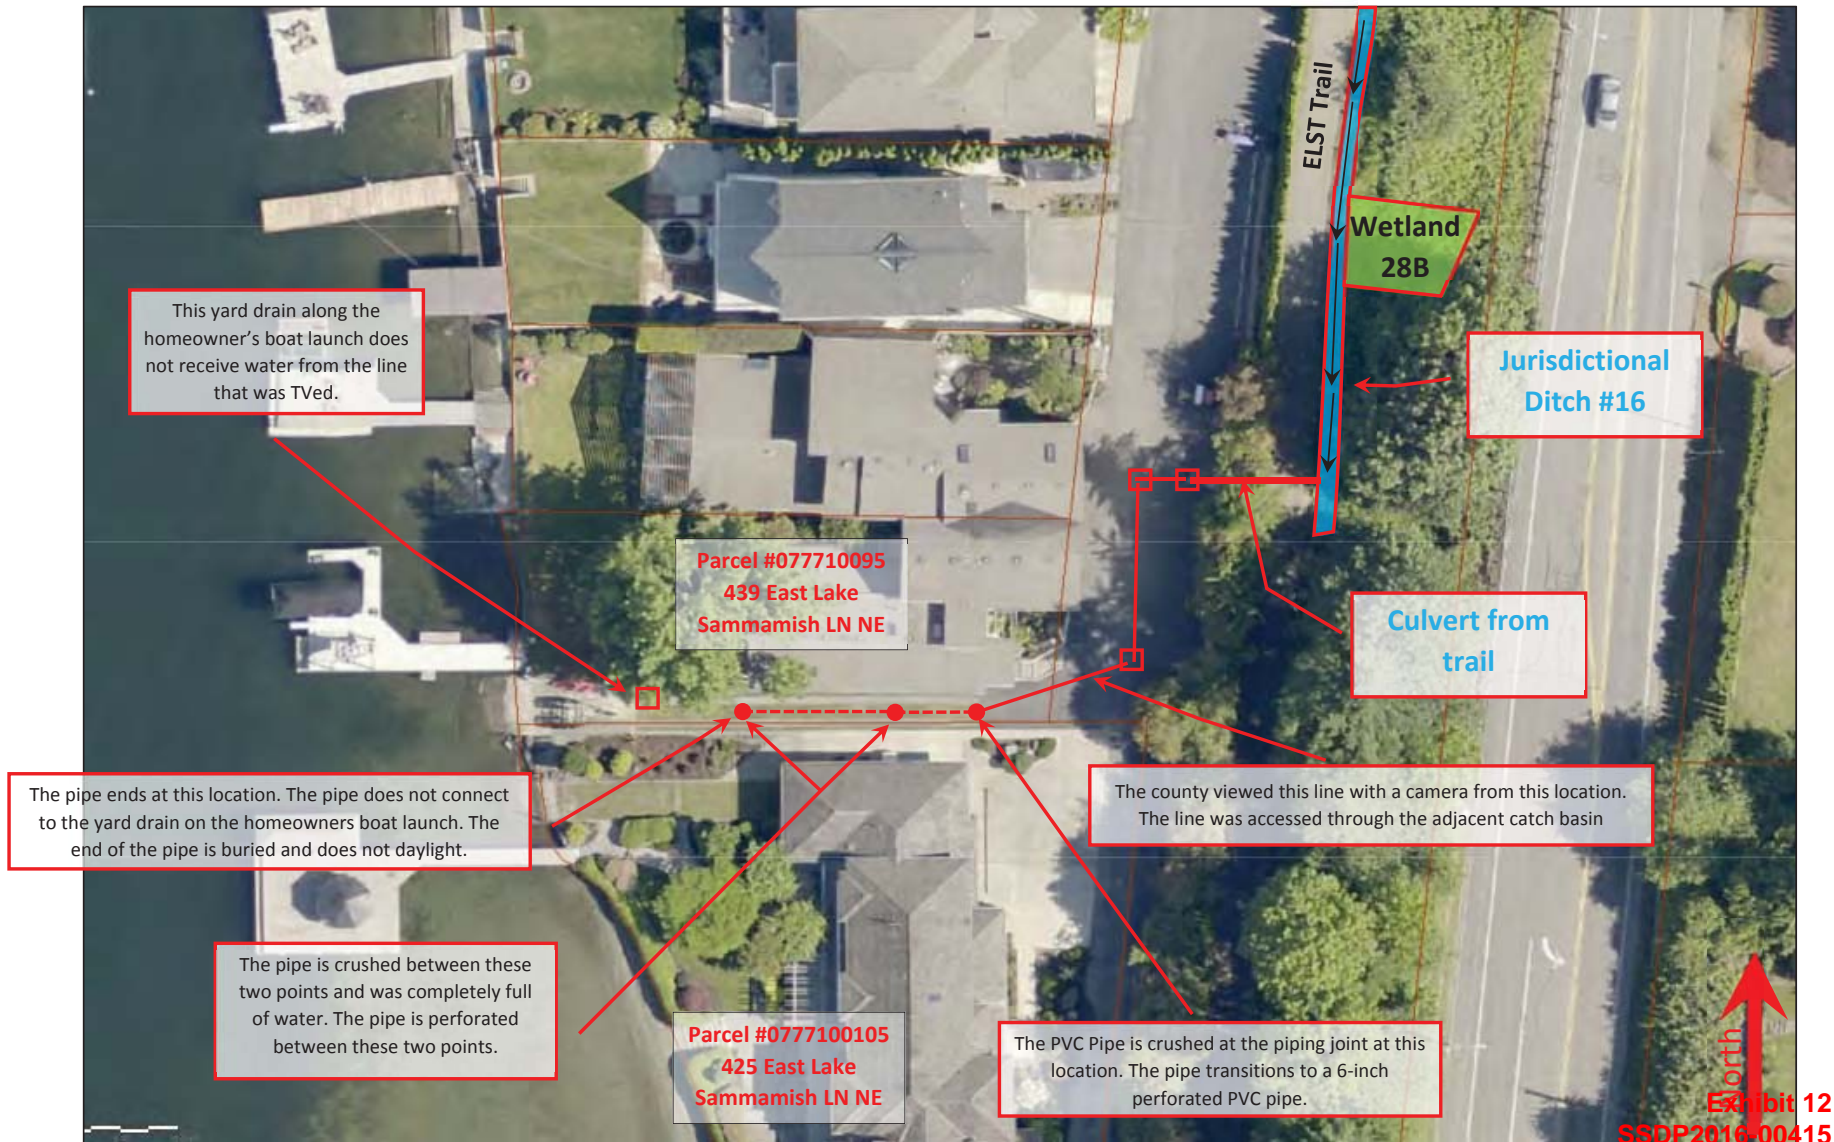 ELST Trail
Wetland
28B
This yard drain along the
homeowner's boat launch does
not receive water from the line
that was TVed.
Jurisdictional
Ditch #16
Parcel #077710095
439 East Lake
Sammamish LN NE
Culvert from
trail
The pipe ends at this location. The pipe does not connect
to the yard drain on the homeowners boat launch. The
end of the pipe is buried and does not daylight.
The county viewed this line with a camera from this location.
The line was accessed through the adjacent catch basin
The pipe is crushed between these
two points and was completely full
of water. The pipe is perforated
between these two points.
Parcel #0777100105
425 East Lake
Sammamish LN NE
The PVC Pipe is crushed at the piping joint at this
location. The pipe transitions to a 6-inch
perforated PVC pipe.
North
Exhibit 12
SSDP2016-00415